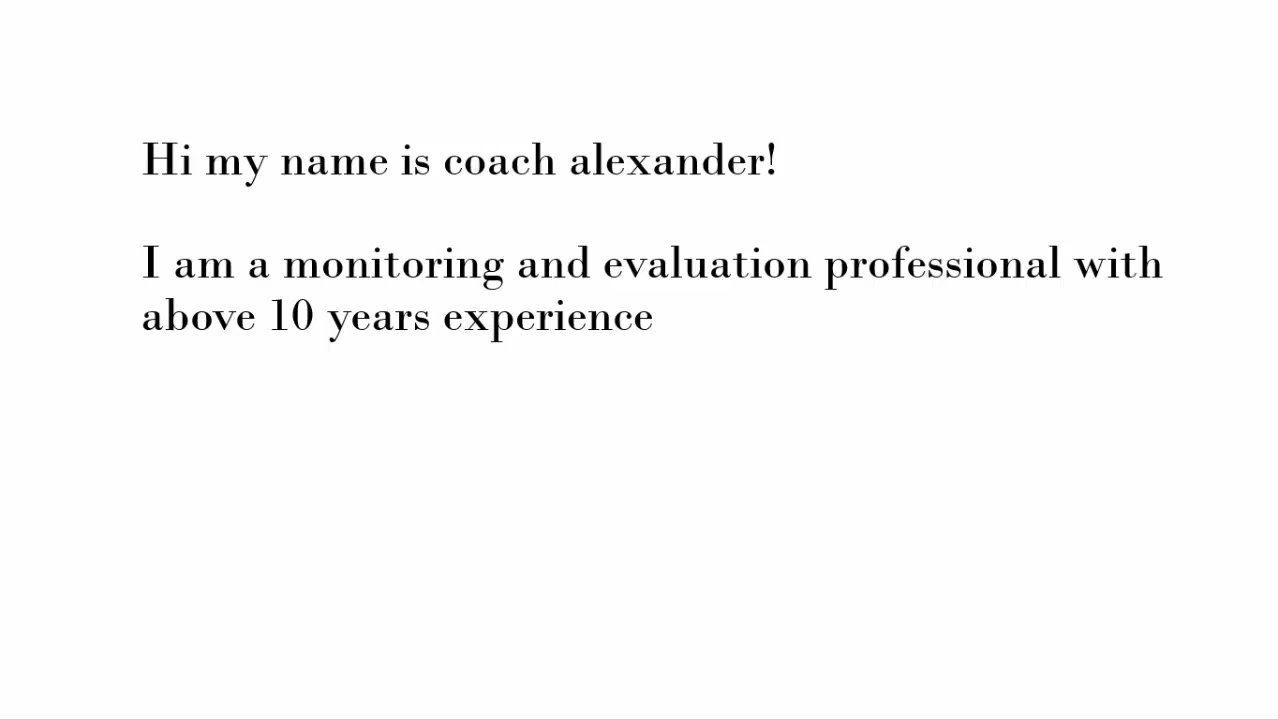 Hi my name is coach alexander!
I am a monitoring and evaluation professional with
above 10 years experience